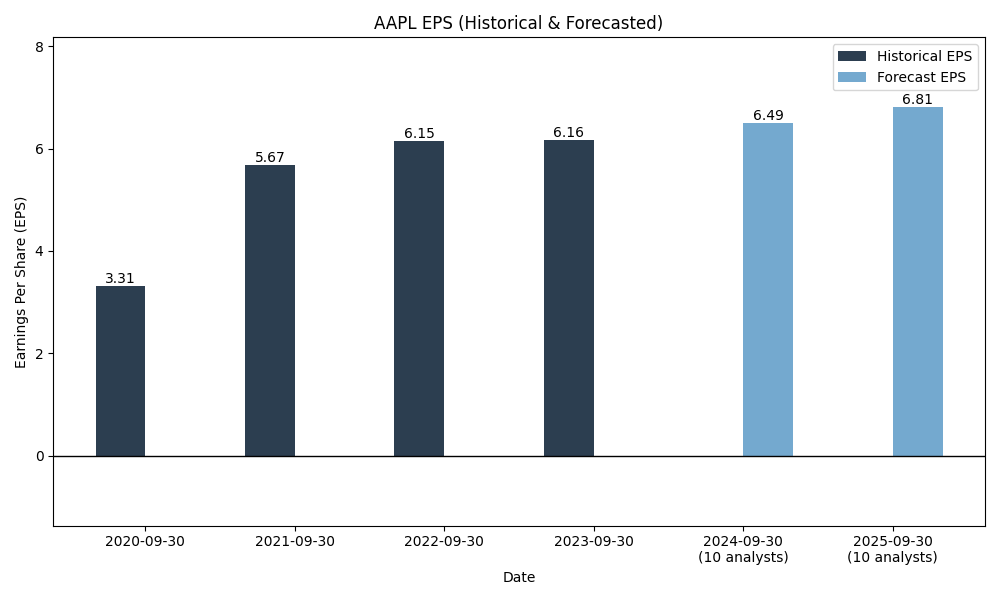 AAPL EPS (Historical & Forecasted)
Historical EPS
Forecast EPS
Earnings Per Share (EPS)
8
6
4
2
0
3.31
5.67
6.15
6.16
6.49
6.81
2020-09-30
2021-09-30
2022-09-30
2023-09-30
2024-09-30
(10 analysts)
2025-09-30
(10 analysts)
Date